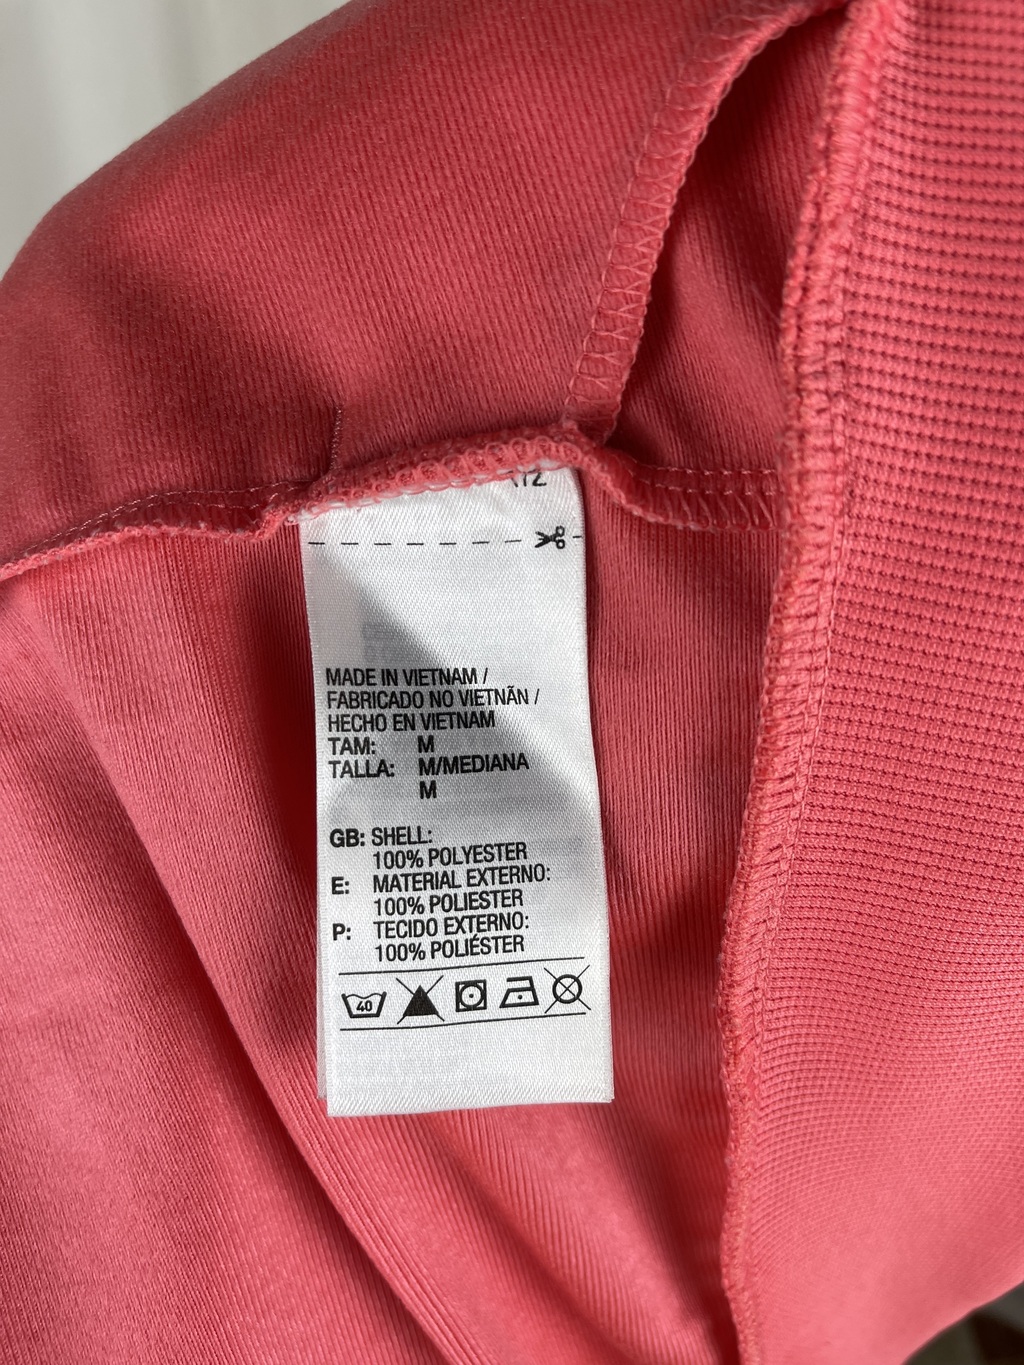 MADE IN VIETNAM /
FABRICADO NO VIETNÃN /
HECHO EN VIETNAM
TAM: M
TALLA: M/MEDIANA
M
GB: SHELL:
100% POLYESTER
E: MATERIAL EXTERNO:
100% POLIESTER
P: TECIDO EXTERNO:
100% POLIÉSTER
40